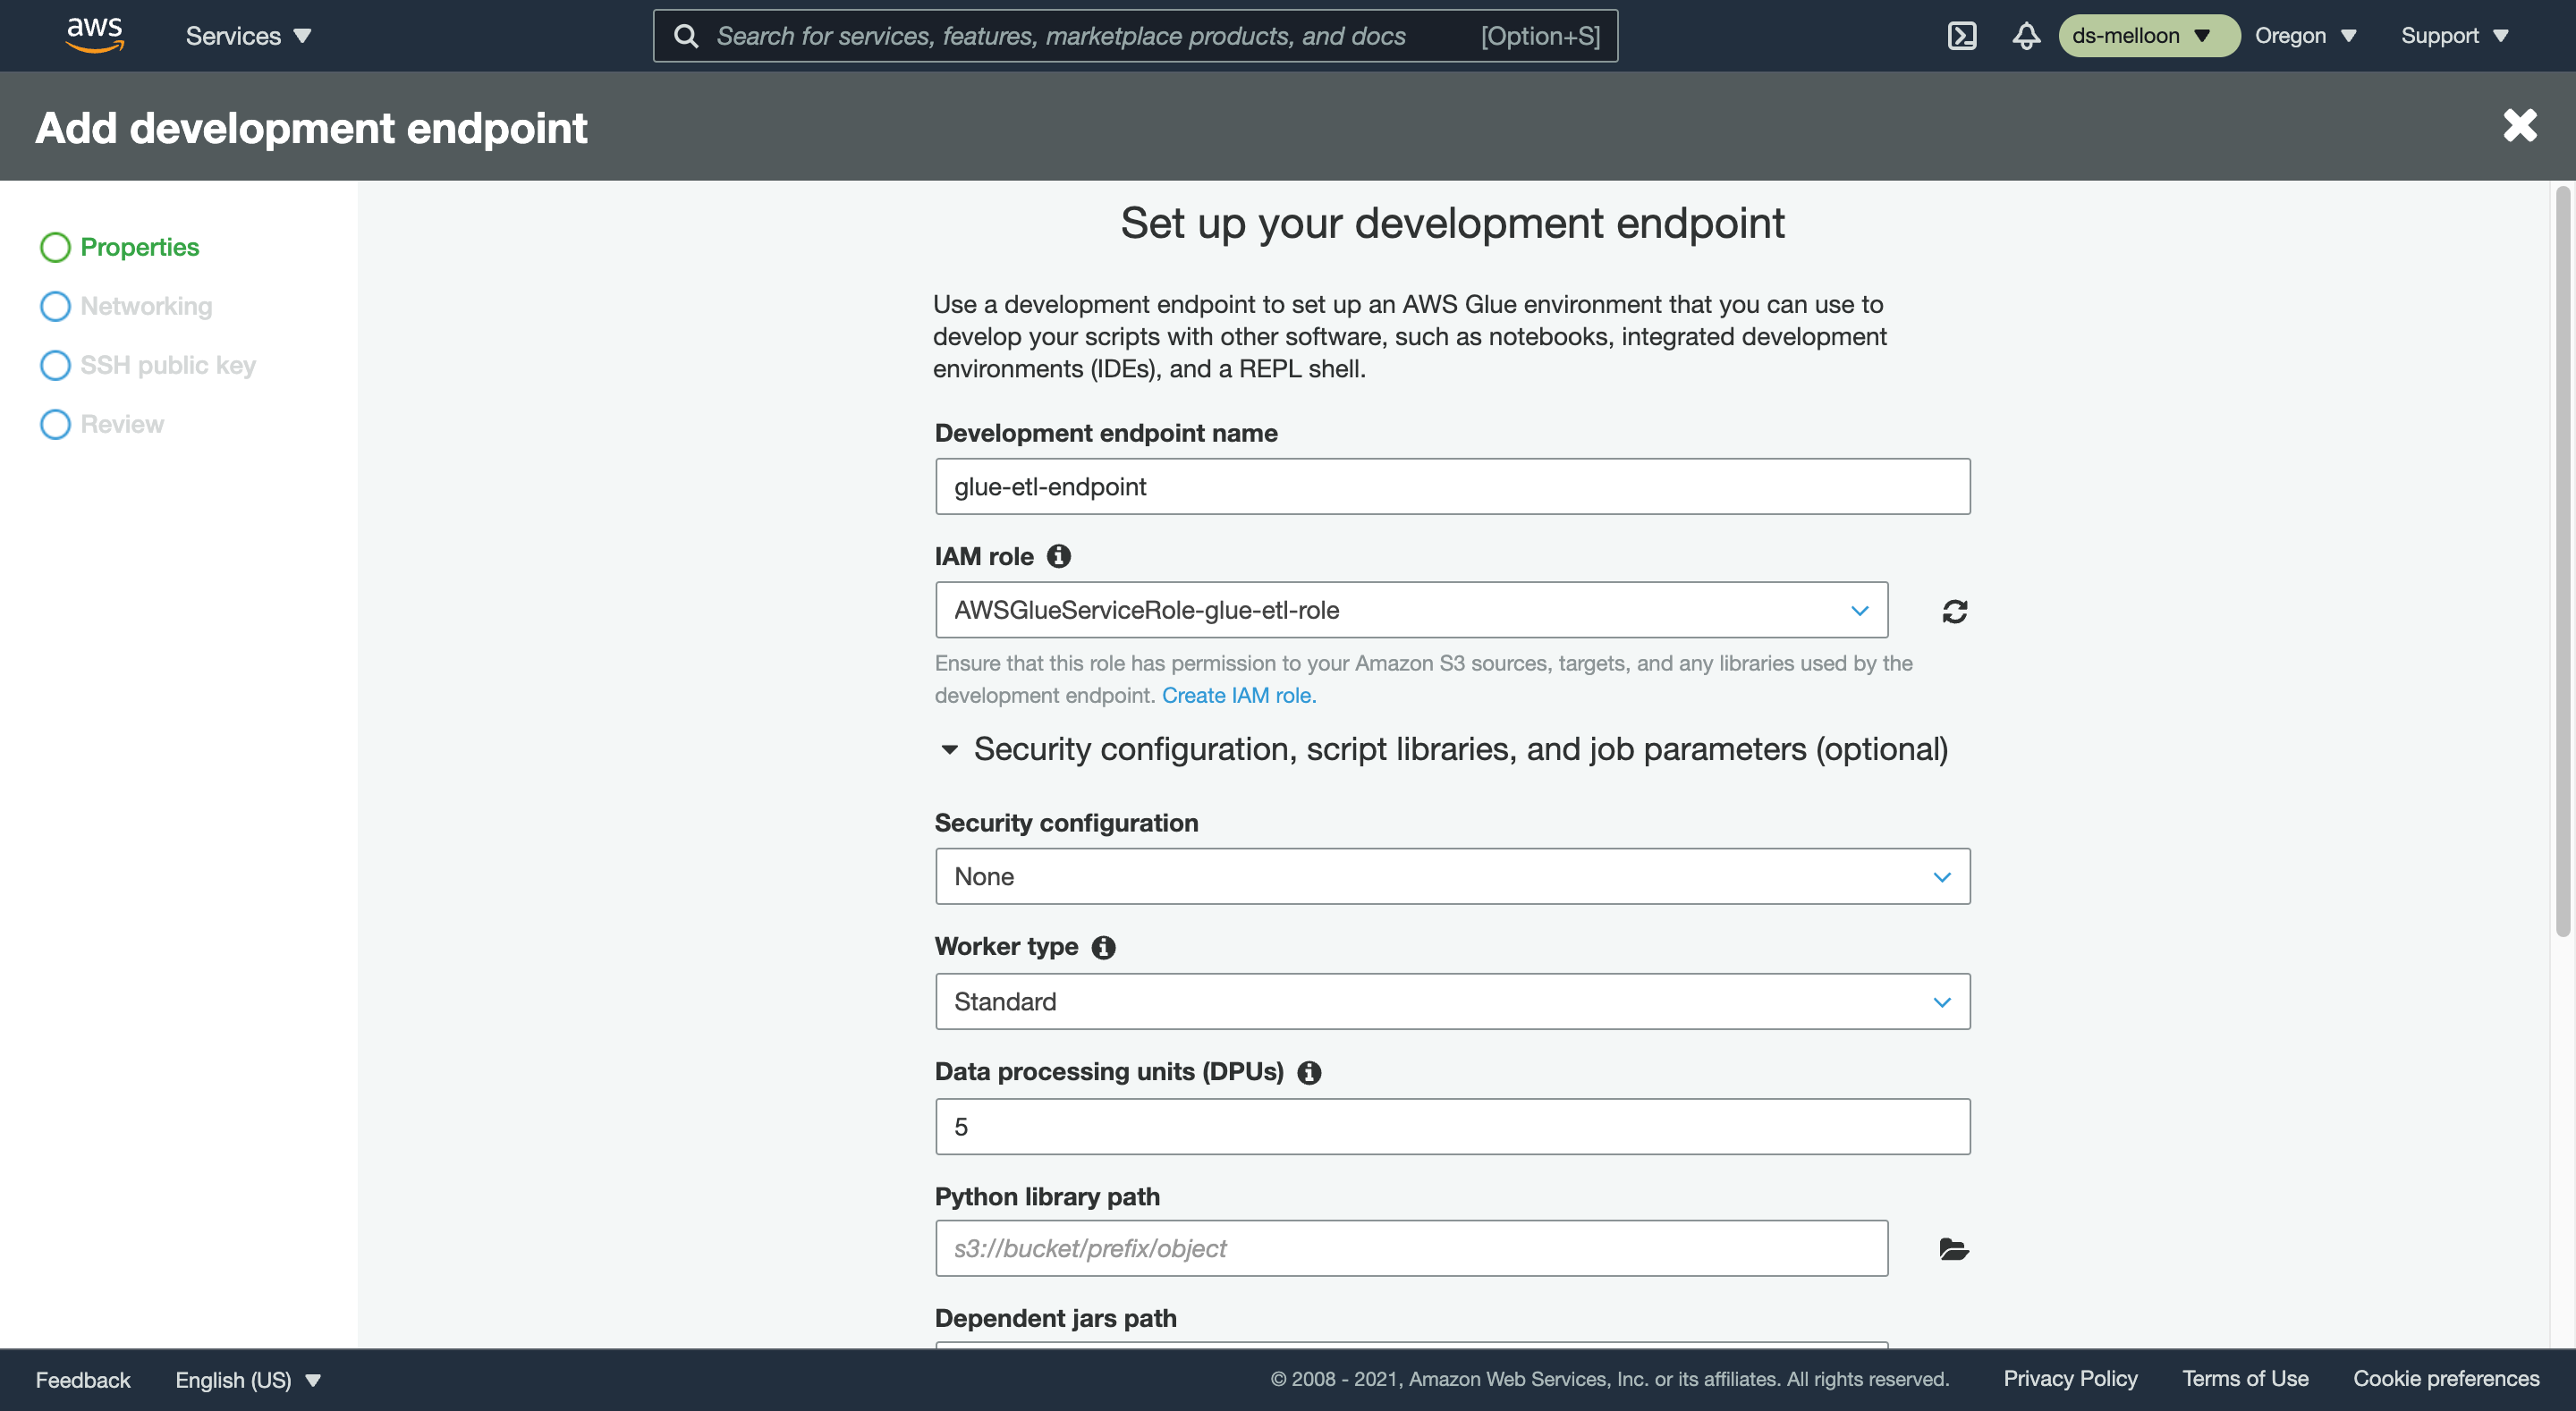 aws
Services
Search for services, features, marketplace products, and docs
[Option+S]
ds-melloon
Oregon
Support
Add development endpoint
Properties
Networking
SSH public key
Review
Set up your development endpoint
Use a development endpoint to set up an AWS Glue environment that you can use to
develop your scripts with other software, such as notebooks, integrated development
environments (IDEs), and a REPL shell.
Development endpoint name
glue-etl-endpoint
IAM role
AWSGlueServiceRole-glue-etl-role
Ensure that this role has permission to your Amazon S3 sources, targets, and any libraries used by the
development endpoint. Create IAM role.
Security configuration, script libraries, and job parameters (optional)
Security configuration
None
Worker type
Standard
Data processing units (DPUs)
5
Python library path
s3://bucket/prefix/object
Dependent jars path
Feedback
English (US)
© 2008 - 2021, Amazon Web Services, Inc. or its affiliates. All rights reserved.
Privacy Policy
Terms of Use
Cookie preferences